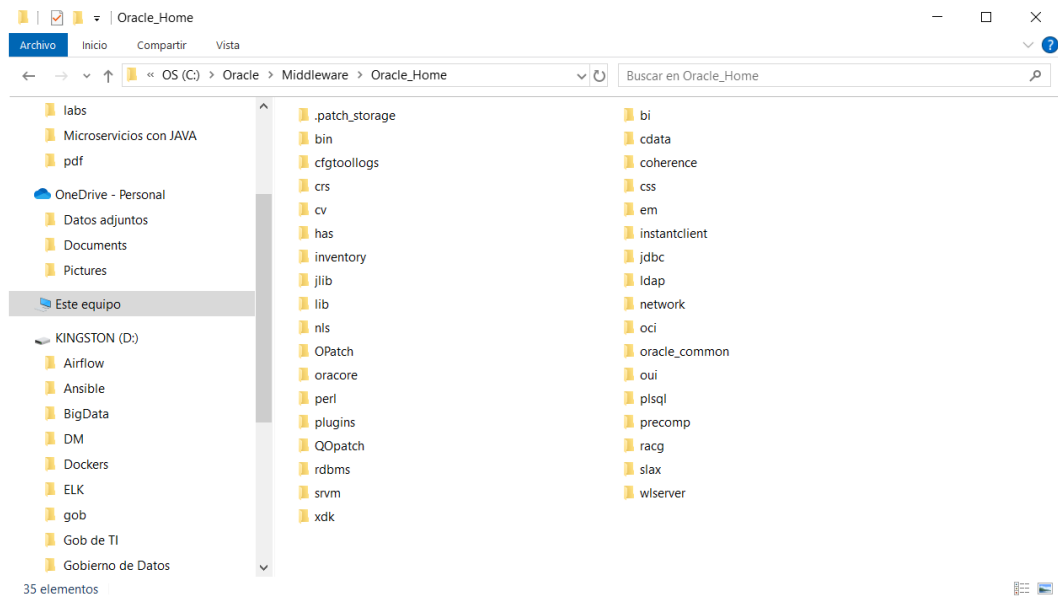 Oracle_Home
Archivo Inicio Compartir Vista
« OS (C:) > Oracle > Middleware > Oracle_Home
Buscar en Oracle_Home
labs
Microservicios con JAVA
pdf
OneDrive - Personal
Datos adjuntos
Documents
Pictures
Este equipo
KINGSTON (D:)
Airflow
Ansible
BigData
DM
Dockers
ELK
gob
Gob de TI
Gobierno de Datos
.patch_storage
bin
cfgtoollogs
crs
cv
has
inventory
jlib
lib
nls
OPatch
oracore
perl
plugins
QOpatch
rdbms
srvm
xdk
bi
cdata
coherence
css
em
instantclient
jdbc
ldap
network
oci
oracle_common
oui
plsql
precomp
racg
slax
wlserver
35 elementos